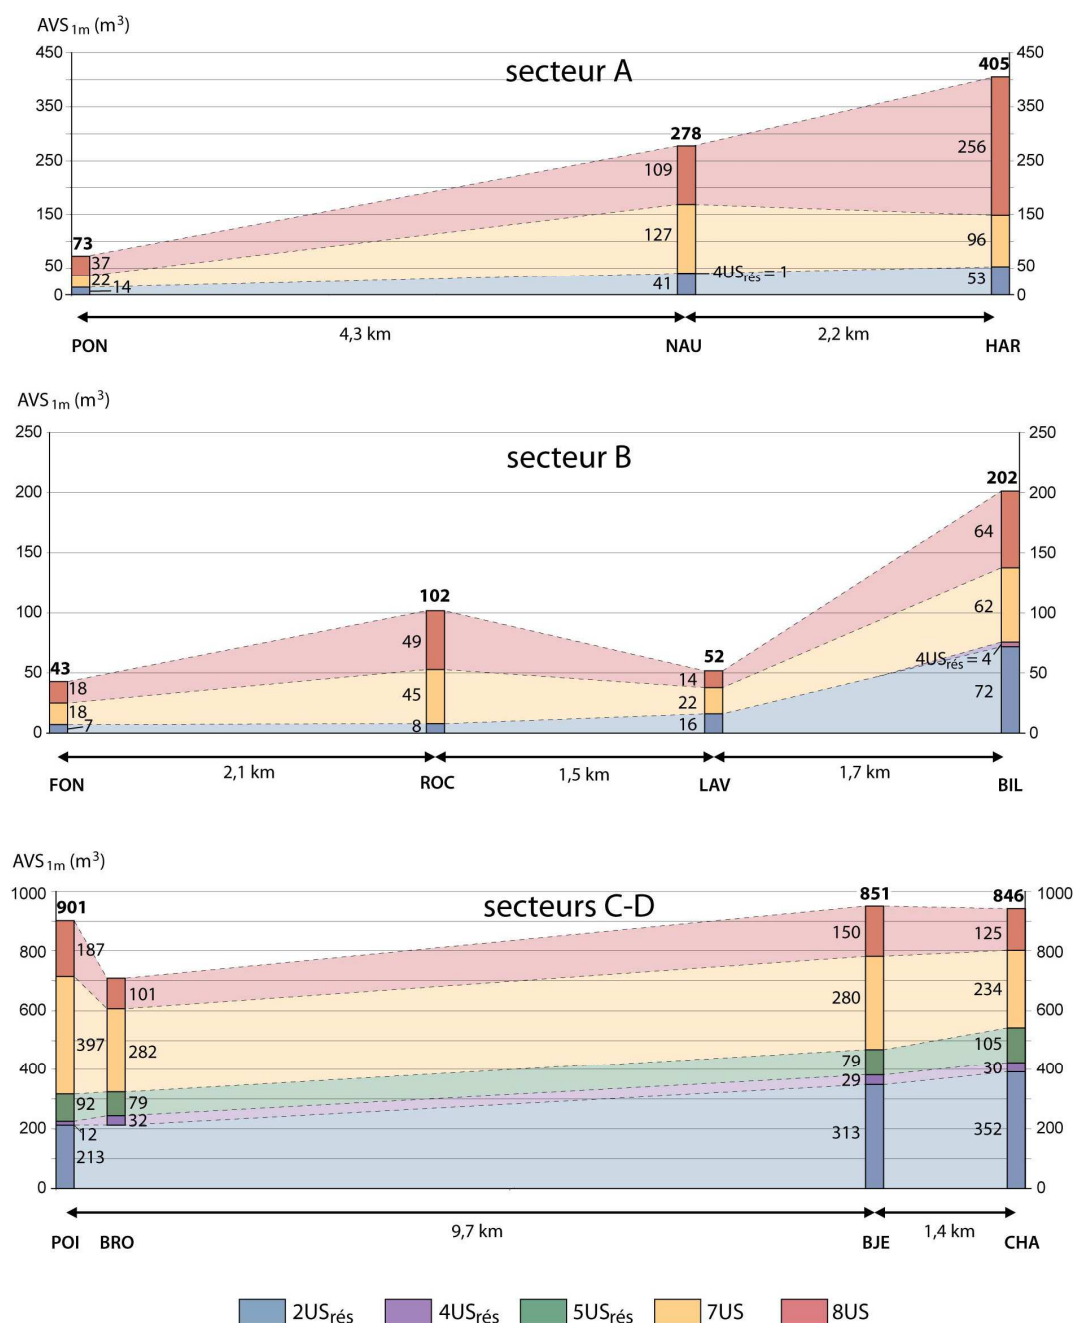 AVS1m (m³)
secteur A
450 450
405
350 350
278
256
250 250
109
150 150
127 96
73
37
50 22 14 4USrés = 1 50
41 53
0 0
4,3 km 2,2 km
PON NAU HAR
AVS1m (m³)
250 250
secteur B
202
200 200
64
150 150
102
100 100
62
49
43 52
4USrés = 4
50 18 45 14 50
18 22 72
7 8 16
0 0
2,1 km 1,5 km 1,7 km
FON ROC LAV BIL
AVS1m (m³)
1000 901 secteurs C-D 851 846 1000
187 150 125
800 800
101
600 600
397 282 280 234
105
400 79 400
92 79 29 30
12 32
200 213 313 352 200
0 0
9,7 km 1,4 km
POI BRO BJE CHA
2USrés 4USrés 5USrés 7US 8US